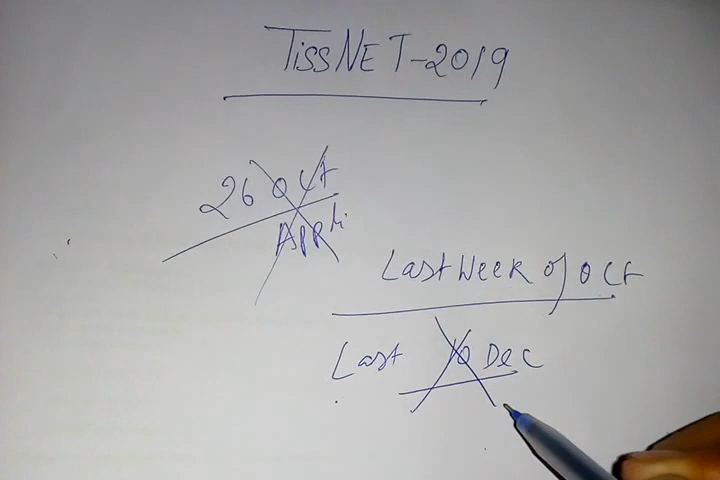 TISSNET-2019
26 OCT
Appli
Last Week of OCT
Last 10 Dec